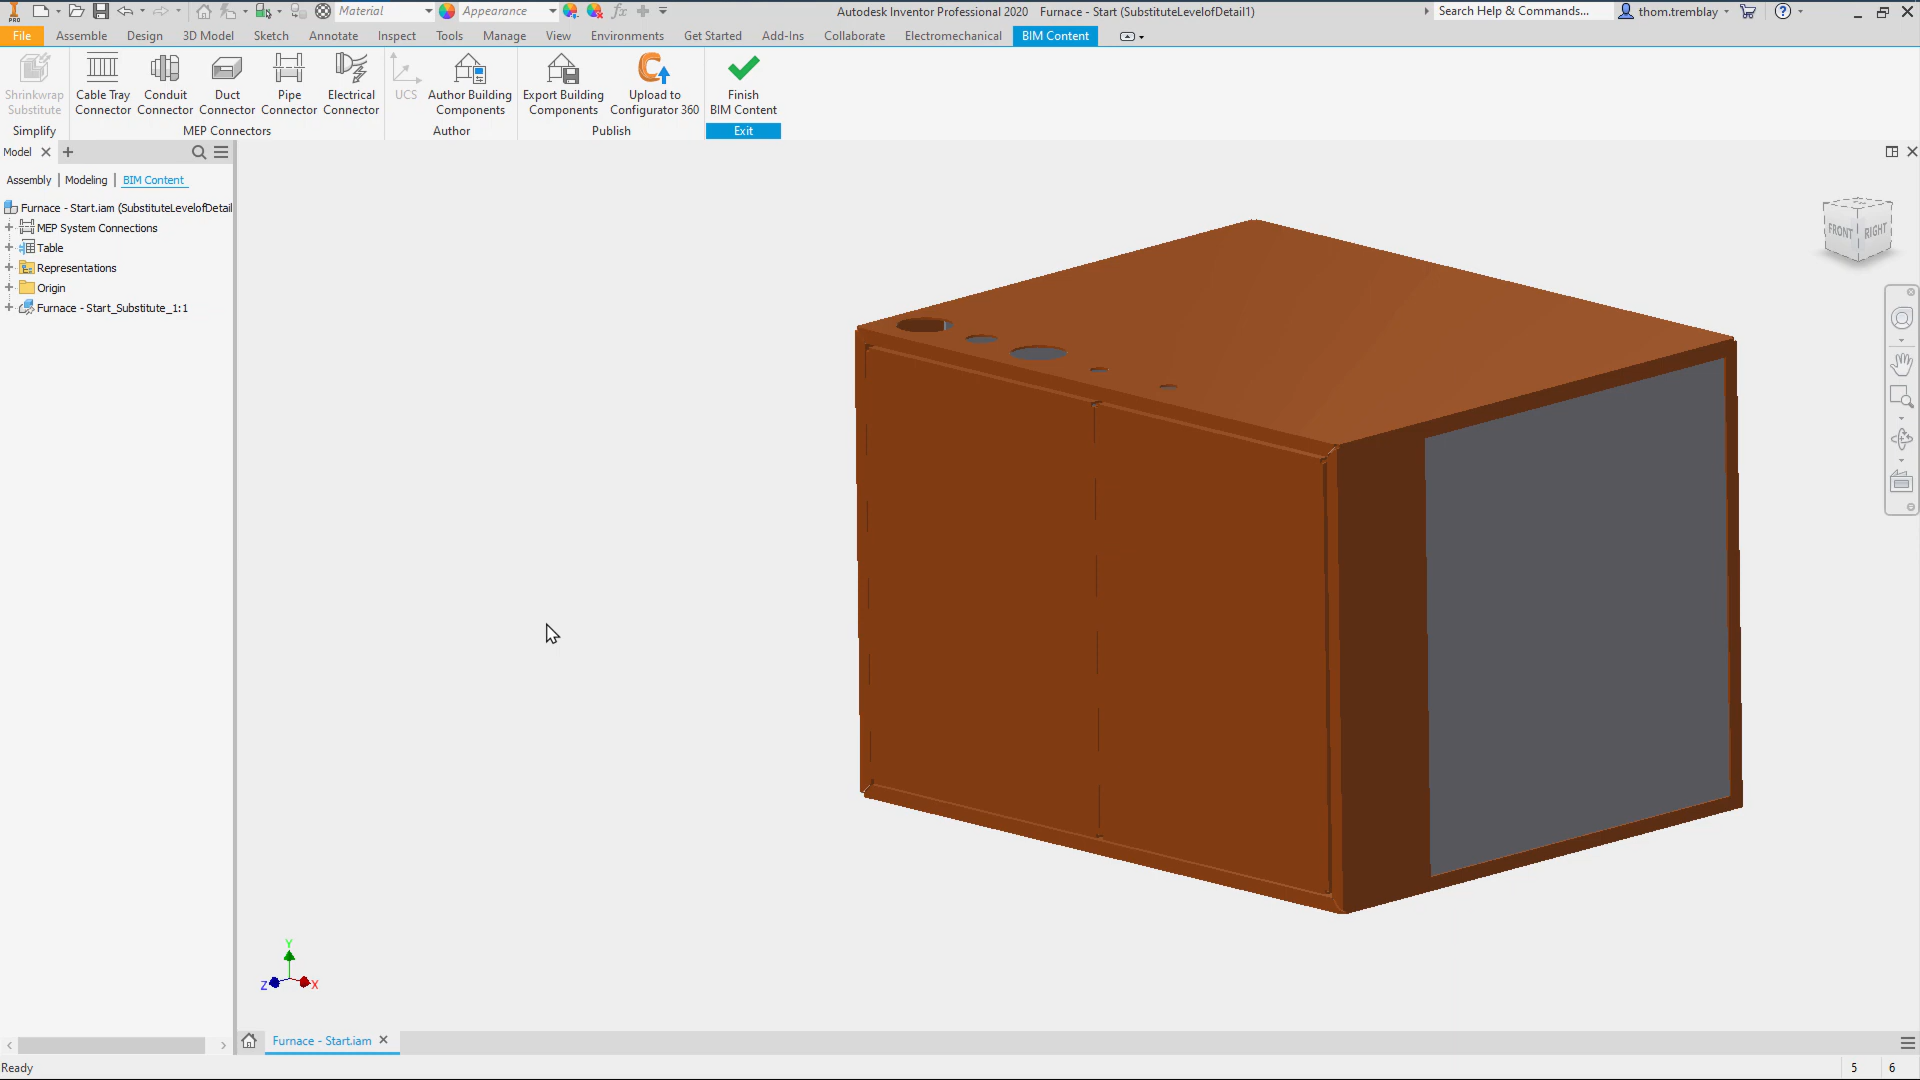 PRO Material Appearance Autodesk Inventor Professional 2020 Furnace - Start (SubstituteLevelofDetail1) Search Help & Commands... thom.tremblay
File Assemble Design 3D Model Sketch Annotate Inspect Tools Manage View Environments Get Started Add-Ins Collaborate Electromechanical BIM Content
Shrinkwrap Substitute
Cable Tray Connector
Conduit Connector
Duct Connector
Pipe Connector
Electrical Connector
UCS
Author Building Components
Export Building Components
Upload to Configurator 360
Finish BIM Content
Simplify MEP Connectors Author Publish Exit
Model
Assembly Modeling BIM Content
Furnace - Start.iam (SubstituteLevelofDetail
MEP System Connections
Table
Representations
Origin
Furnace - Start_Substitute_1:1
FRONT RIGHT
Y
Z X
Furnace - Start.iam
Ready 5 6